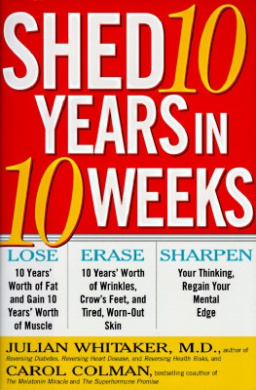 SHED 10
YEARS IN
10 WEEKS
LOSE
10 Years'
Worth of Fat
and Gain 10
Years' Worth
of Muscle
ERASE
10 Years' Worth
of Wrinkles,
Crow's Feet, and
Tired, Worn-Out
Skin
SHARPEN
Your Thinking,
Regain Your
Mental
Edge
JULIAN WHITAKER, M.D., author of
Reversing Diabetes, Reversing Heart Disease, and Reversing Health Risks, and
CAROL COLMAN, bestselling coauthor of
The Melatonin Miracle and The Superhormone Promise